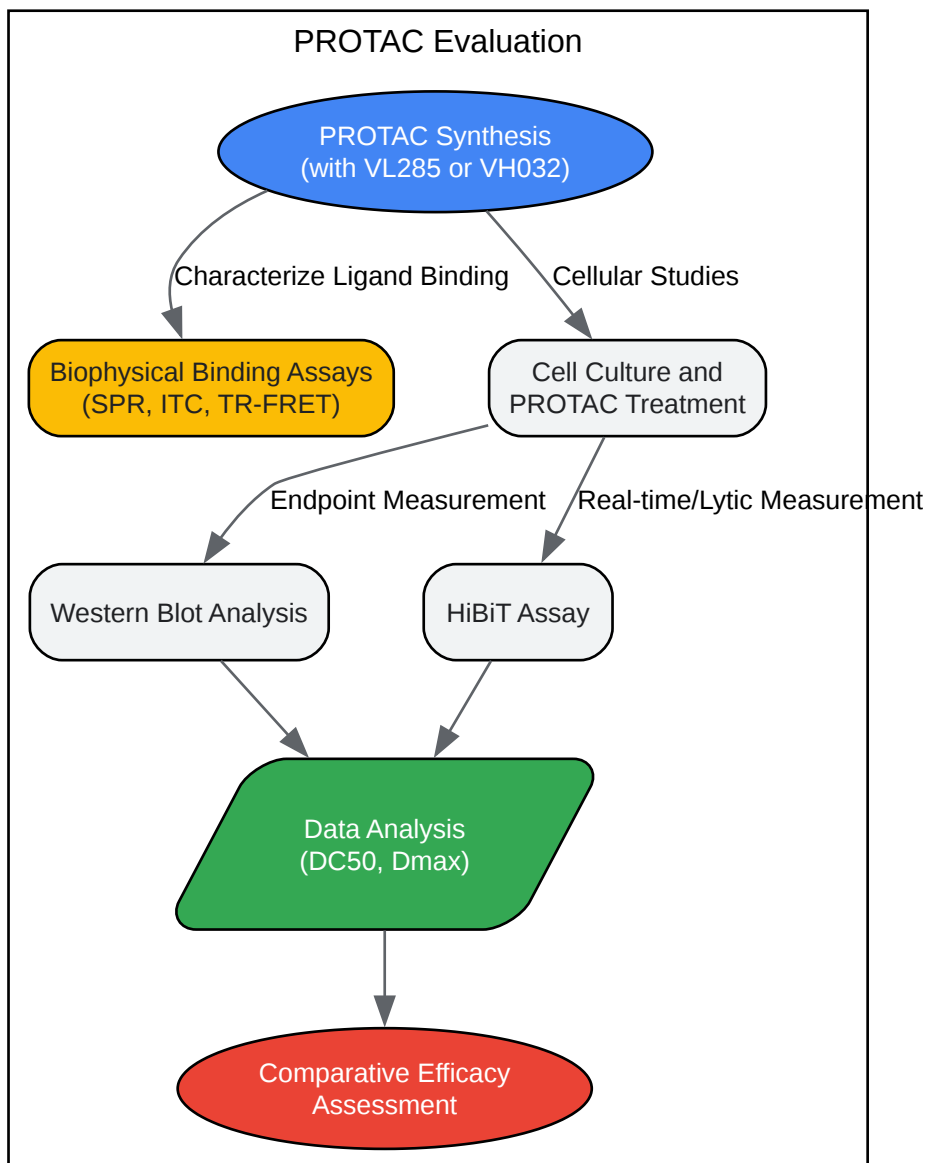 PROTAC Evaluation
PROTAC Synthesis
(with VL285 or VH032)
Characterize Ligand Binding
Cellular Studies
Biophysical Binding Assays
(SPR, ITC, TR-FRET)
Cell Culture and
PROTAC Treatment
Endpoint Measurement
Real-time/Lytic Measurement
Western Blot Analysis
HiBiT Assay
Data Analysis
(DC50, Dmax)
Comparative Efficacy
Assessment